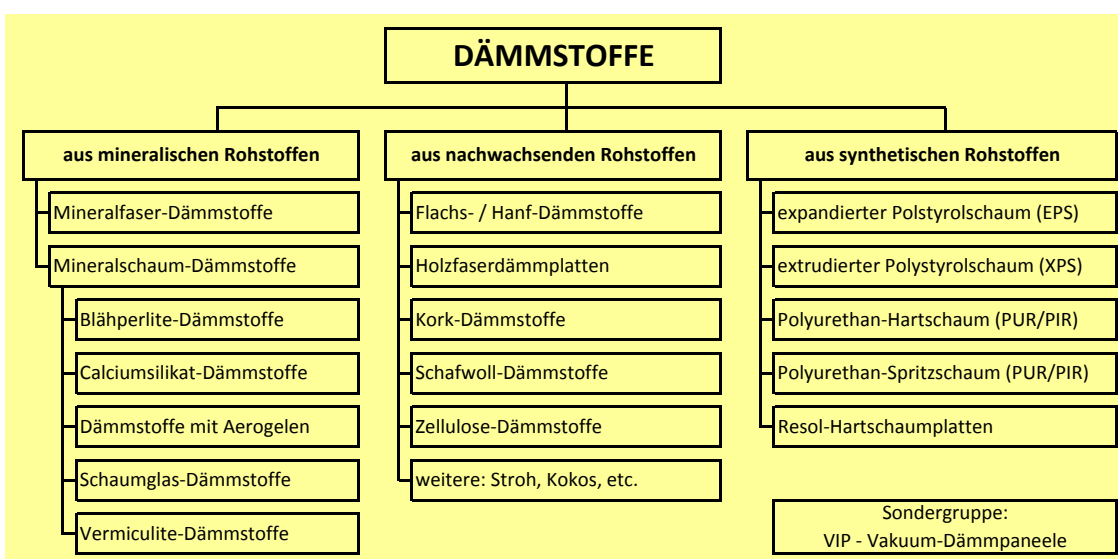 DÄMMSTOFFE
aus mineralischen Rohstoffen
Mineralfaser-Dämmstoffe
Mineralschaum-Dämmstoffe
Blähperlite-Dämmstoffe
Calciumsilikat-Dämmstoffe
Dämmstoffe mit Aerogelen
Schaumglas-Dämmstoffe
Vermiculite-Dämmstoffe
aus nachwachsenden Rohstoffen
Flachs- / Hanf-Dämmstoffe
Holzfaserdämmplatten
Kork-Dämmstoffe
Schafwoll-Dämmstoffe
Zellulose-Dämmstoffe
weitere: Stroh, Kokos, etc.
aus synthetischen Rohstoffen
expandierter Polstyrolschaum (EPS)
extrudierter Polystyrolschaum (XPS)
Polyurethan-Hartschaum (PUR/PIR)
Polyurethan-Spritzschaum (PUR/PIR)
Resol-Hartschaumplatten
Sondergruppe:
VIP - Vakuum-Dämmpaneele